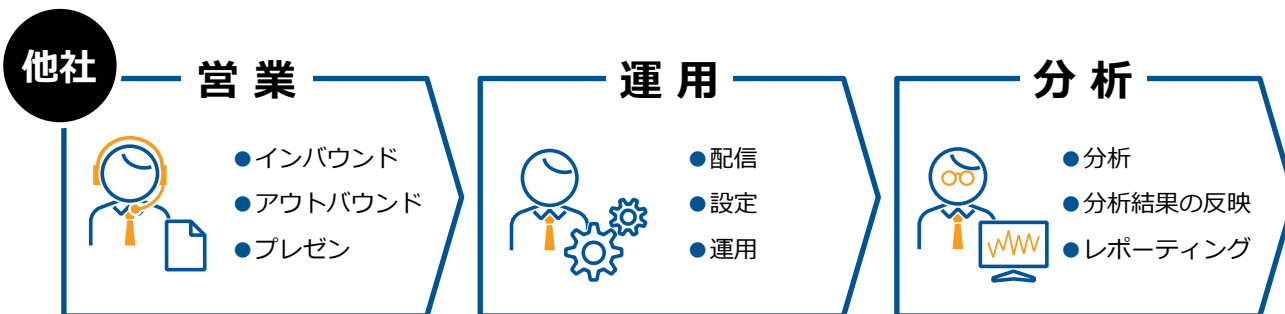 他社
営業
●インバウンド
●アウトバウンド
●プレゼン
運用
●配信
●設定
●運用
分析
●分析
●分析結果の反映
●レポーティング